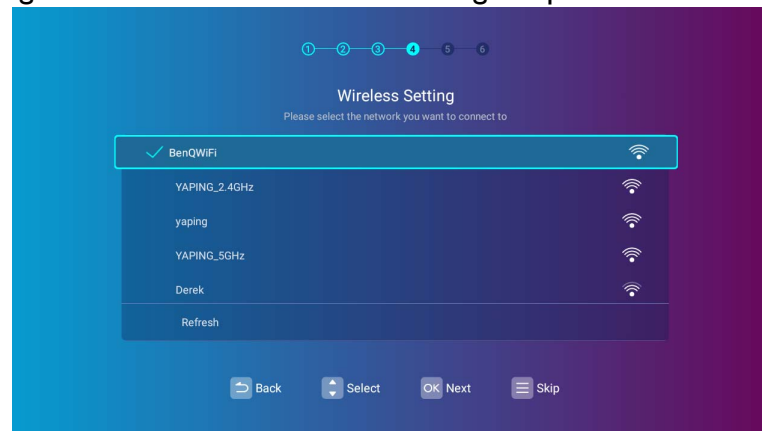 1 2 3 4 5 6
Wireless Setting
Please select the network you want to connect to
BenQWiFi
YAPING_2.4GHz
yaping
YAPING_5GHz
Derek
Refresh
Back Select OK Next Skip